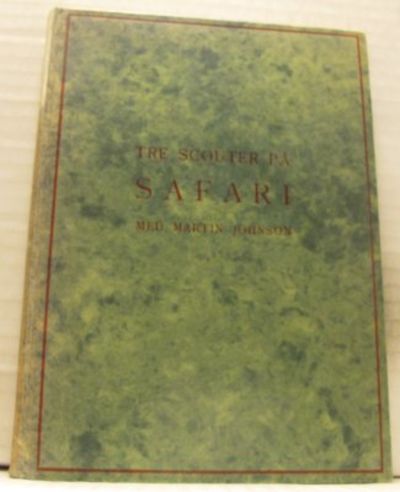 TRE SCOUTER PÅ
SAFARI
MED MARTIN JOHNSON